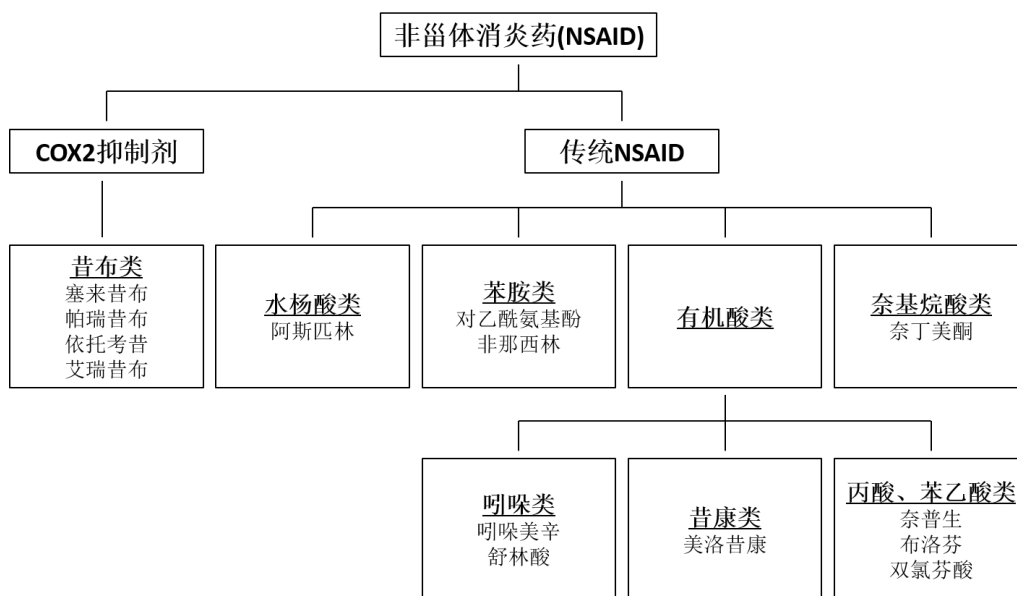 非甾体消炎药(NSAID)
COX2抑制剂
传统NSAID
昔布类
塞来昔布
帕瑞昔布
依托考昔
艾瑞昔布
水杨酸类
阿斯匹林
苯胺类
对乙酰氨基酚
非那西林
有机酸类
奈基烷酸类
奈丁美酮
吲哚类
吲哚美辛
舒林酸
昔康类
美洛昔康
丙酸、苯乙酸类
奈普生
布洛芬
双氯芬酸